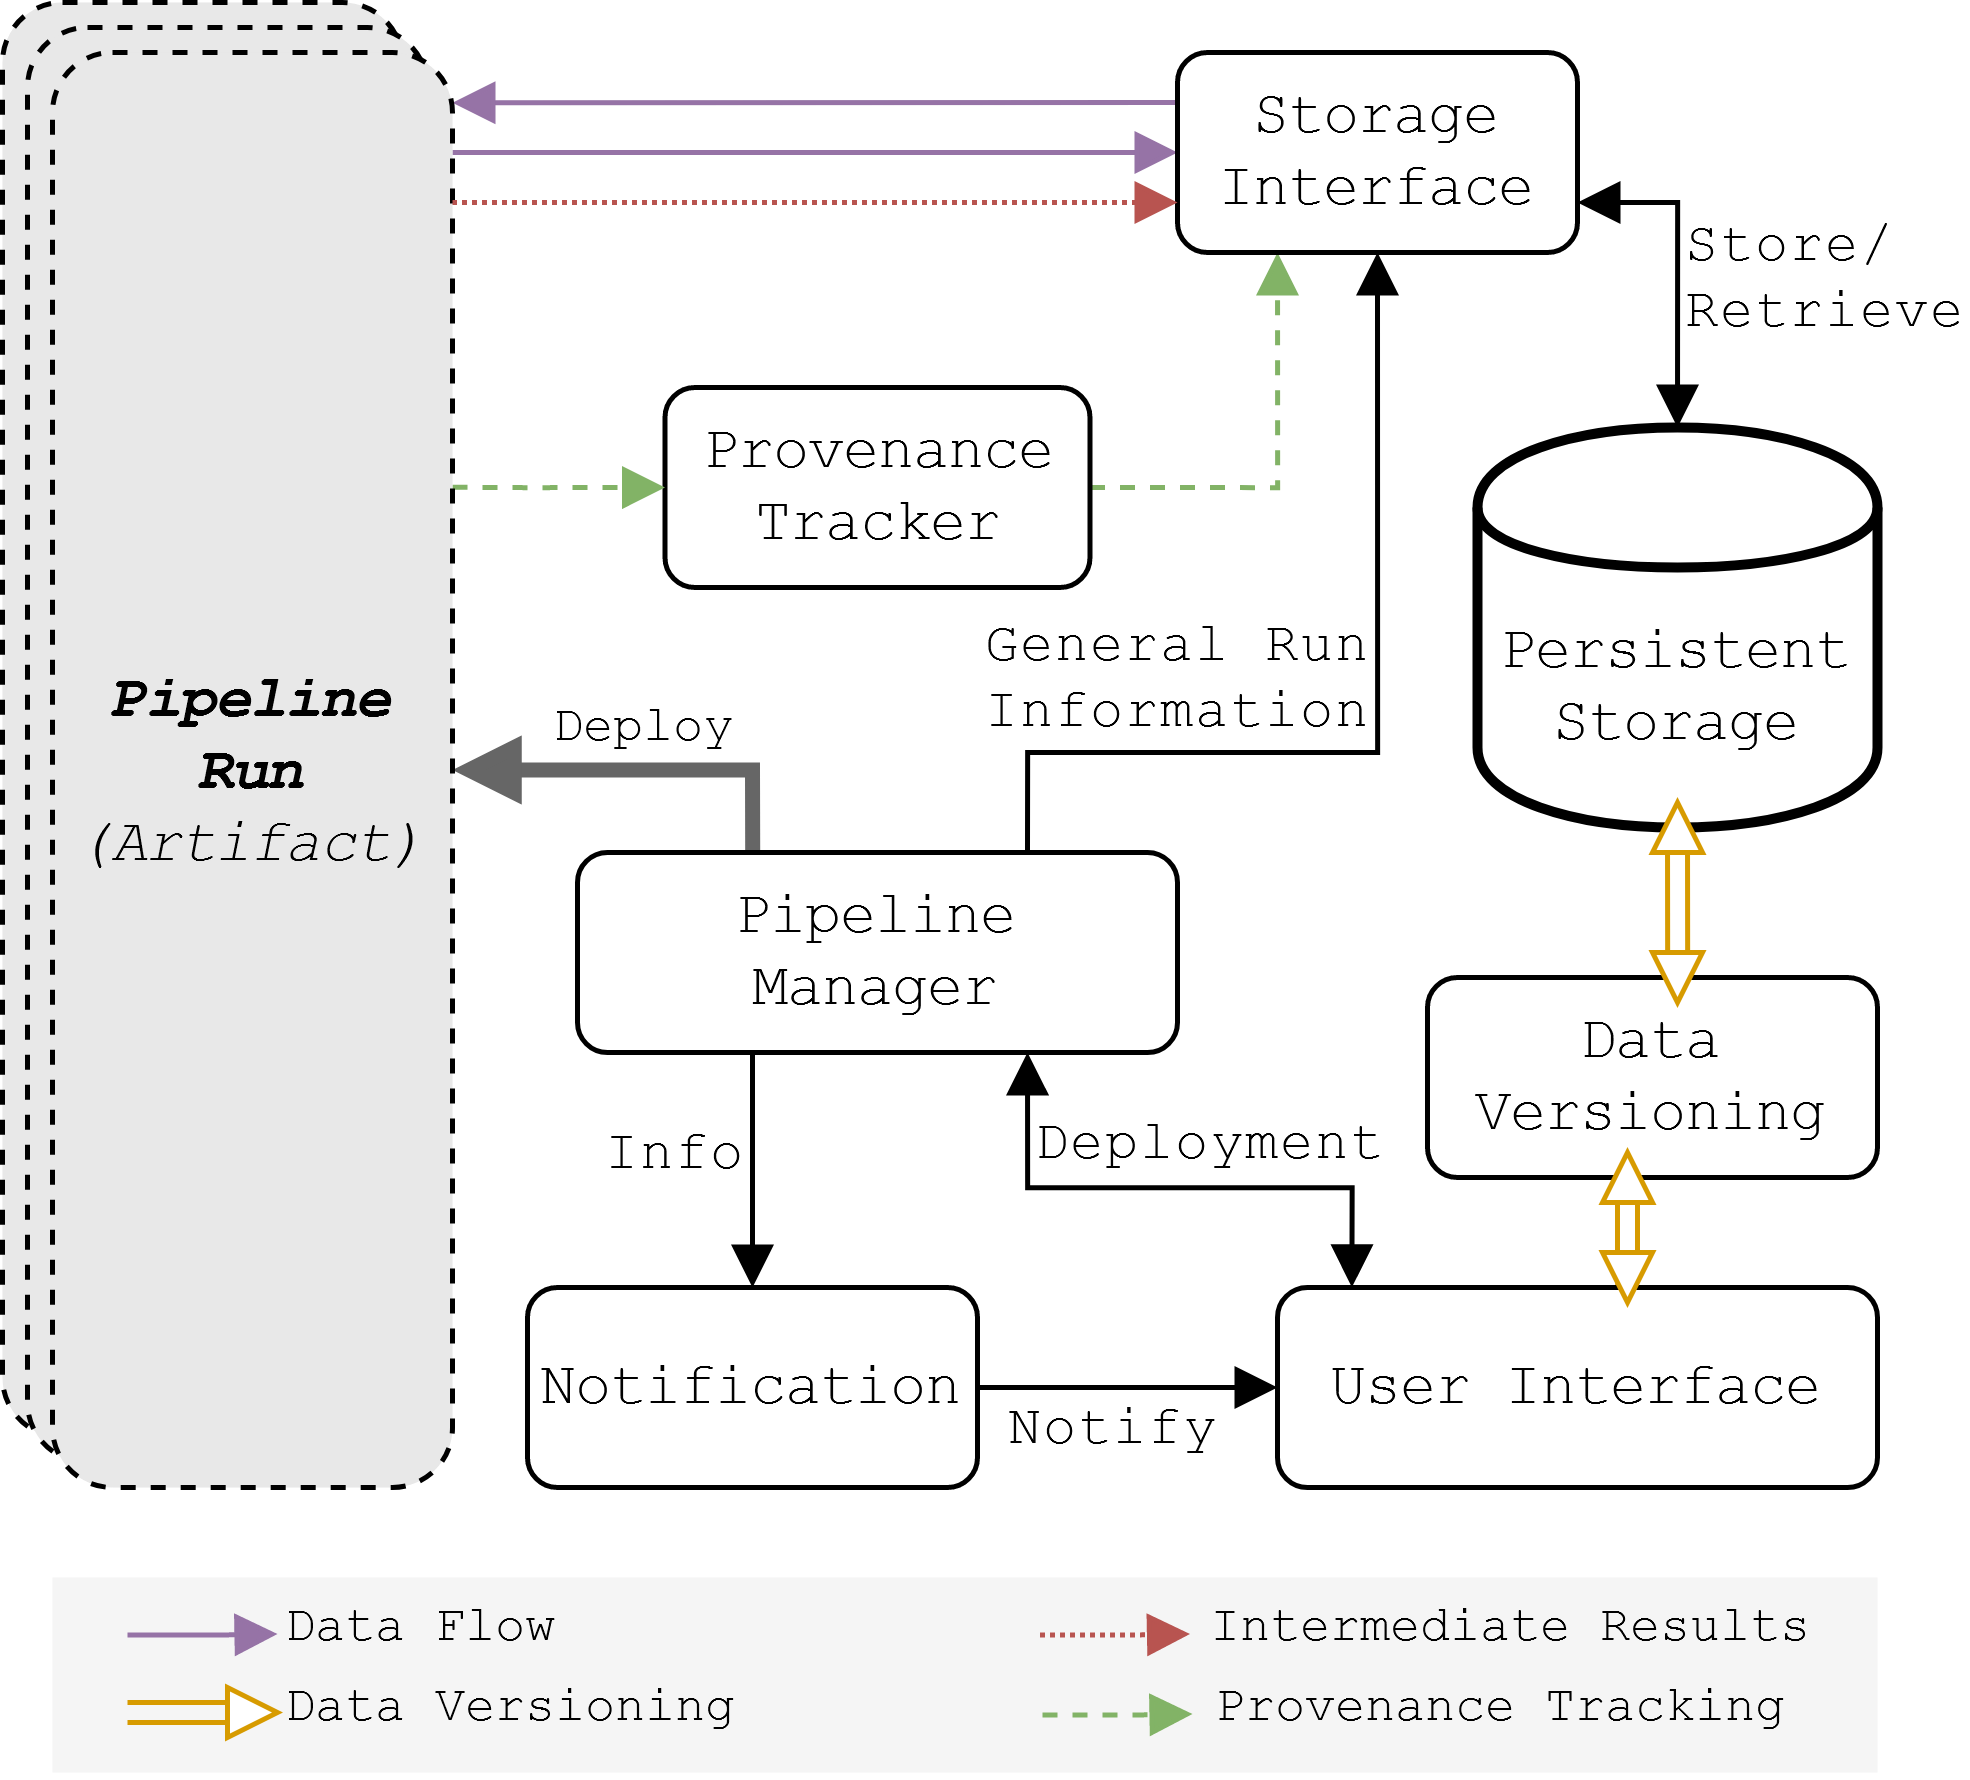 Storage
Interface
Store/
Retrieve
Provenance
Tracker
General Run
Information
Persistent
Storage
Pipeline
Run
(Artifact)
Deploy
Pipeline
Manager
Data
Versioning
Info
Deployment
Notification
Notify
User Interface
Data Flow
Intermediate Results
Data Versioning
Provenance Tracking